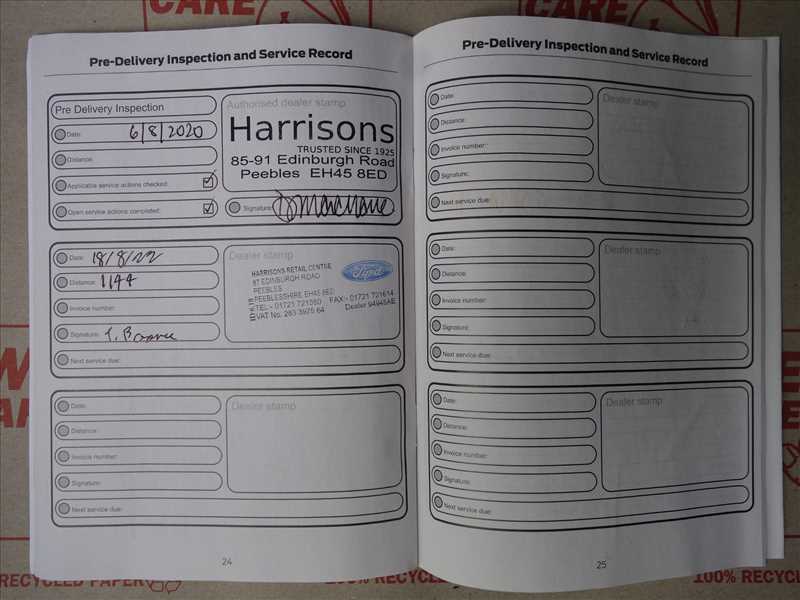 CARE
CARE
Pre-Delivery Inspection and Service Record
Pre Delivery Inspection
Date: 6/8/2020
Distance:
Applicable service actions checked:
Open service actions completed:
Authorised dealer stamp
Harrisons
TRUSTED SINCE 1925
85-91 Edinburgh Road
Peebles EH45 8ED
Signature:
Date: 18/8/22
Distance: 1144
Invoice number:
Signature:
Next service due:
Dealer stamp
HARRISONS RETAIL CENTRE
87 EDINBURGH ROAD
PEEBLES
PEEBLESSHIRE EH45 8ED
TEL:- 01721 721350 FAX:- 01721 721614
VAT No. 263 3975 64 Dealer 94945AE
Ford
Date:
Distance:
Invoice number:
Signature:
Next service due:
Dealer stamp
24
Pre-Delivery Inspection and Service Record
Date:
Distance:
Invoice number:
Signature:
Next service due:
Dealer stamp
Date:
Distance:
Invoice number:
Signature:
Next service due:
Dealer stamp
Date:
Distance:
Invoice number:
Signature:
Next service due:
Dealer stamp
25
RECYCLED PAPER
100% RECYC
100% RECYC